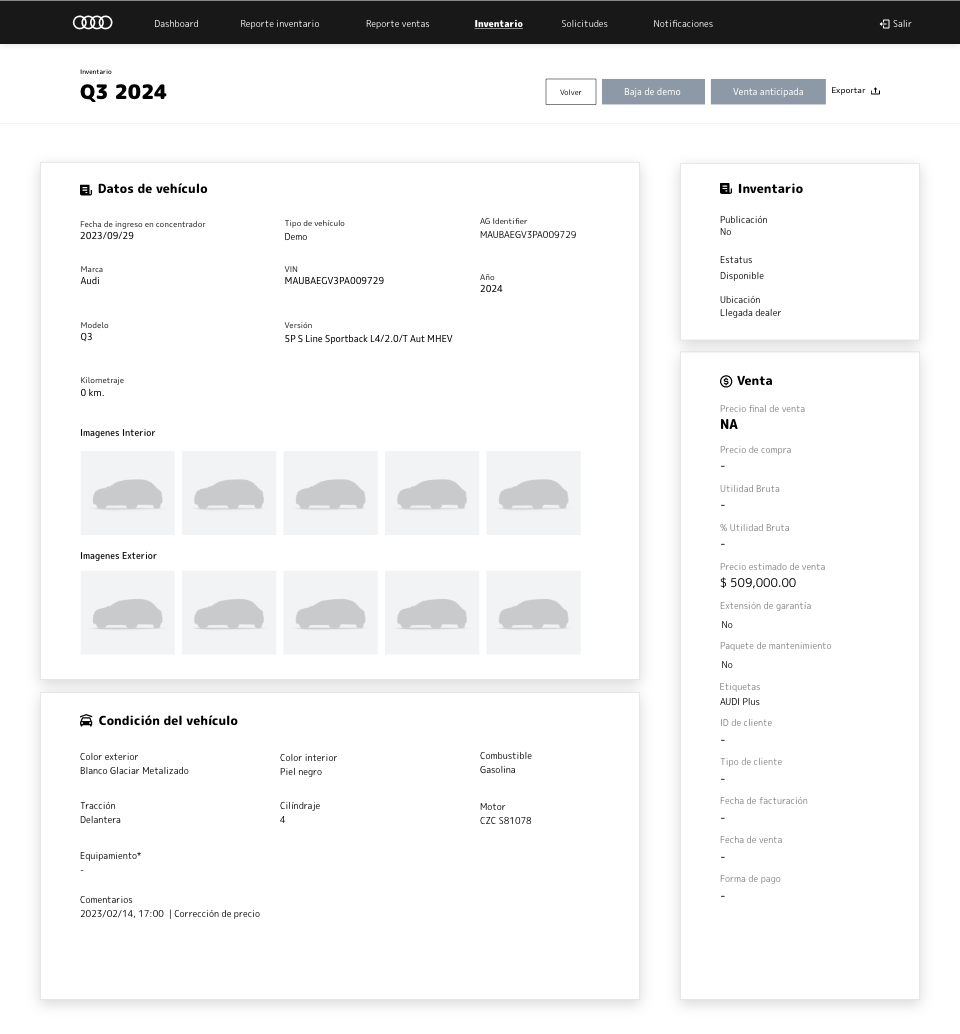 Dashboard
Reporte inventario
Reporte ventas
Inventario
Solicitudes
Notificaciones
Salir
Inventario
Q3 2024
Volver
Baja de demo
Venta anticipada
Exportar
Datos de vehículo
Fecha de ingreso en concentrador
2023/09/29
Tipo de vehículo
Demo
AG Identifier
MAUBAEGV3PA009729
Marca
Audi
VIN
MAUBAEGV3PA009729
Año
2024
Modelo
Q3
Versión
5P S Line Sportback L4/2.0/T Aut MHEV
Kilometraje
0 km.
Imagenes Interior
Imagenes Exterior
Condición del vehículo
Color exterior
Blanco Glaciar Metalizado
Color interior
Piel negro
Combustible
Gasolina
Tracción
Delantera
Cilíndraje
4
Motor
CZC S81078
Equipamiento*
-
Comentarios
2023/02/14, 17:00 | Corrección de precio
Inventario
Publicación
No
Estatus
Disponible
Ubicación
Llegada dealer
Venta
Precio final de venta
NA
Precio de compra
-
Utilidad Bruta
-
% Utilidad Bruta
-
Precio estimado de venta
$ 509,000.00
Extensión de garantía
No
Paquete de mantenimiento
No
Etiquetas
AUDI Plus
ID de cliente
-
Tipo de cliente
-
Fecha de facturación
-
Fecha de venta
-
Forma de pago
-